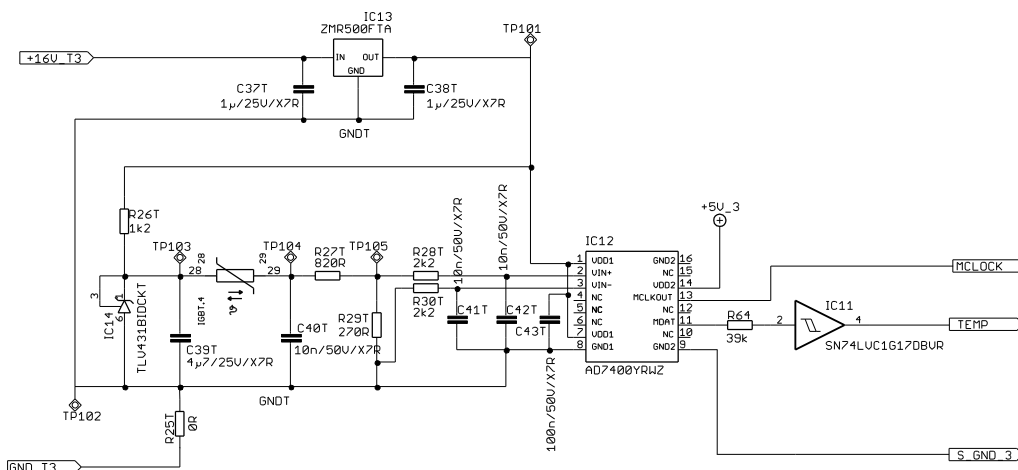 IC13
ZMR500FTA
TP101
+16V_T3
IN OUT
GND
C37T
1µ/25V/X7R
C38T
1µ/25V/X7R
GNDT
R26T
1k2
TP103
28
28
29
TP104
29
R27T
820R
TP105
R28T
2k2
10n/50V/X7R
10n/50V/X7R
R30T
2k2
R29T
270R
C41T
C42T
C43T
100n/50V/X7R
IC12
1 VDD1 GND2 16
2 VIN+ NC 15
3 VIN- VDD2 14
4 NC MCLKOUT 13
5 NC NC 12
6 NC MDAT 11
7 VDD1 NC 10
8 GND1 GND2 9
AD7400YRWZ
+5V_3
MCLOCK
R64
39k
IC11
2
4
SN74LVC1G17DBVR
TEMP
S_GND_3
3
1
6
IC14
TLV431BIDCKT
IGBT.4
C39T
4µ7/25V/X7R
C40T
10n/50V/X7R
GNDT
TP102
R25T
0R
GND_T3